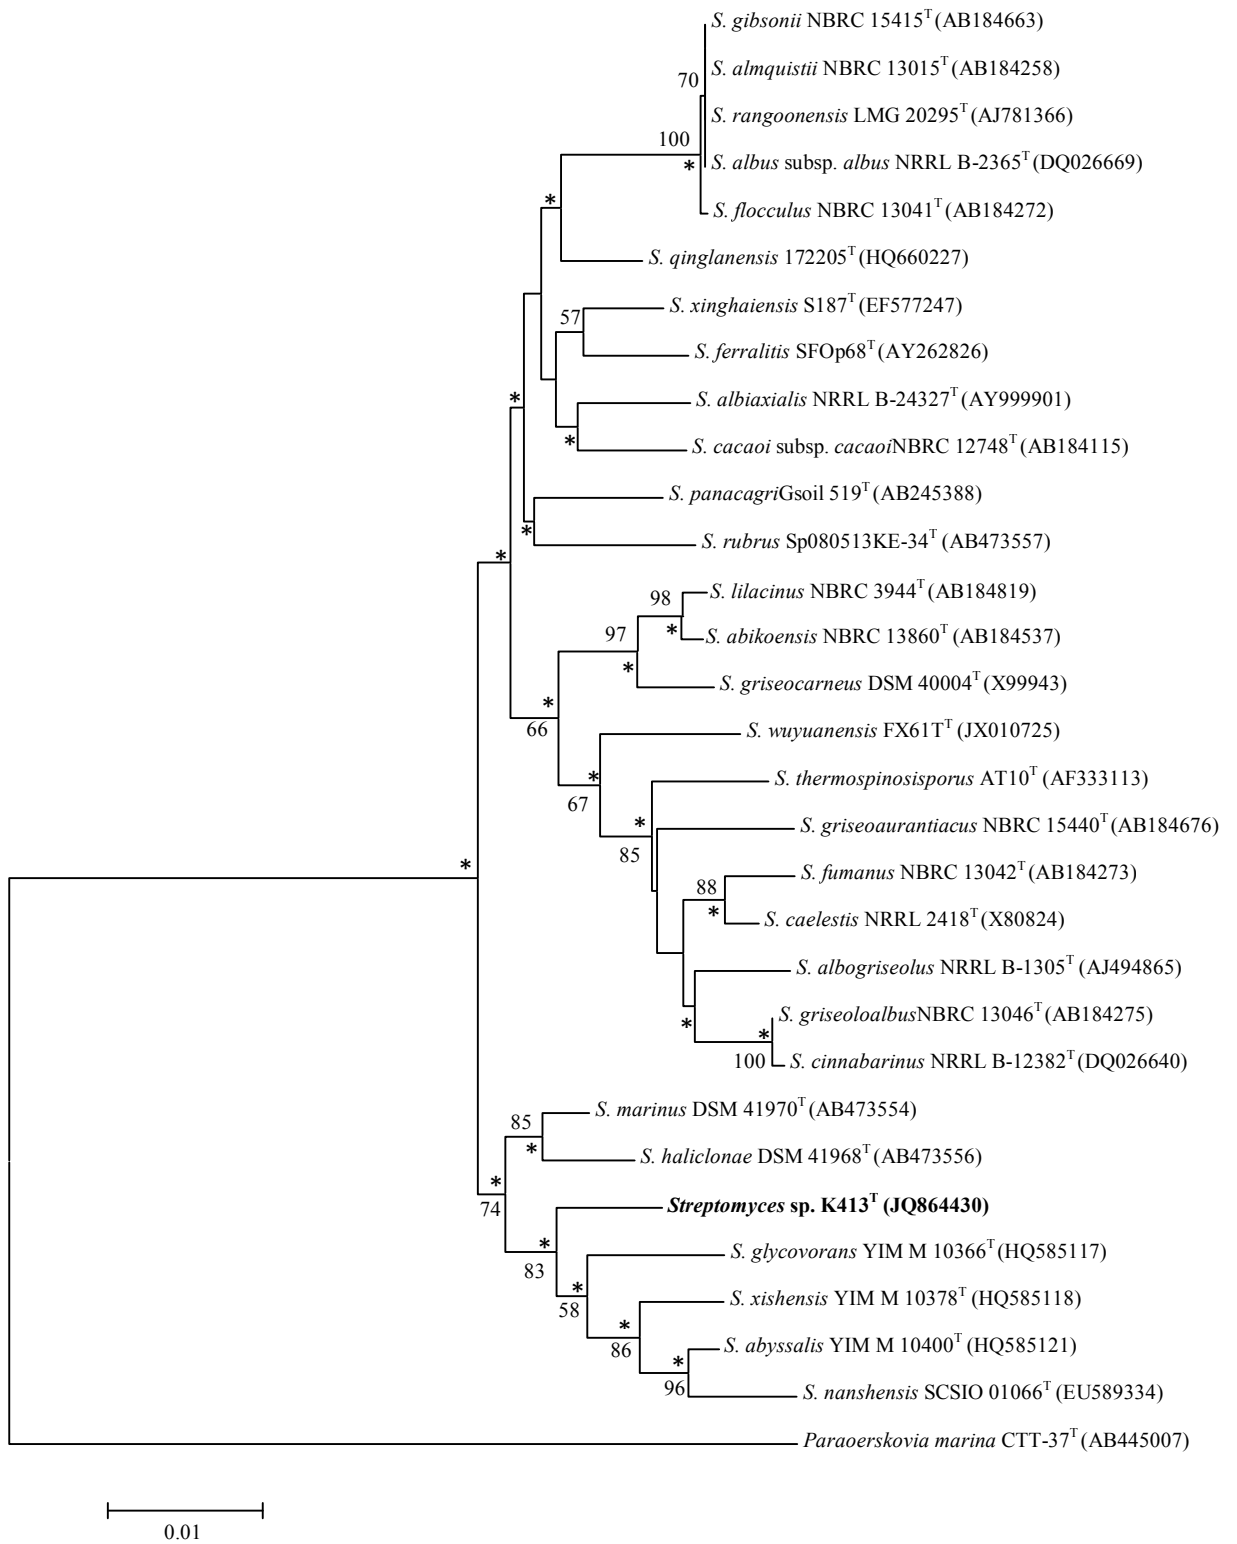 S. gibsonii NBRC 15415T (AB184663)
S. almquistii NBRC 13015T (AB184258)
70
S. rangoonensis LMG 20295T (AJ781366)
100
*
S. albus subsp. albus NRRL B-2365T (DQ026669)
*
S. flocculus NBRC 13041T (AB184272)
S. qinglanensis 172205T (HQ660227)
S. xinghaiensis S187T (EF577247)
57
S. ferralitis SFOp68T (AY262826)
*
S. albiaxialis NRRL B-24327T (AY999901)
*
S. cacaoi subsp. cacaoiNBRC 12748T (AB184115)
S. panacagriGsoil 519T (AB245388)
*
S. rubrus Sp080513KE-34T (AB473557)
*
S. lilacinus NBRC 3944T (AB184819)
98
*
S. abikoensis NBRC 13860T (AB184537)
97
*
S. griseocarneus DSM 40004T (X99943)
*
66
S. wuyuanensis FX61TT (JX010725)
*
67
S. thermospinosisporus AT10T (AF333113)
*
85
S. griseoaurantiacus NBRC 15440T (AB184676)
*
S. fumanus NBRC 13042T (AB184273)
88
*
S. caelestis NRRL 2418T (X80824)
S. albogriseolus NRRL B-1305T (AJ494865)
*
S. griseoloalbusNBRC 13046T (AB184275)
*
100
S. cinnabarinus NRRL B-12382T (DQ026640)
S. marinus DSM 41970T (AB473554)
85
*
S. haliclonae DSM 41968T (AB473556)
*
74
Streptomyces sp. K413T (JQ864430)
*
83
S. glycovorans YIM M 10366T (HQ585117)
*
58
S. xishensis YIM M 10378T (HQ585118)
*
86
S. abyssalis YIM M 10400T (HQ585121)
*
96
S. nanshensis SCSIO 01066T (EU589334)
Paraoerskovia marina CTT-37T (AB445007)
0.01